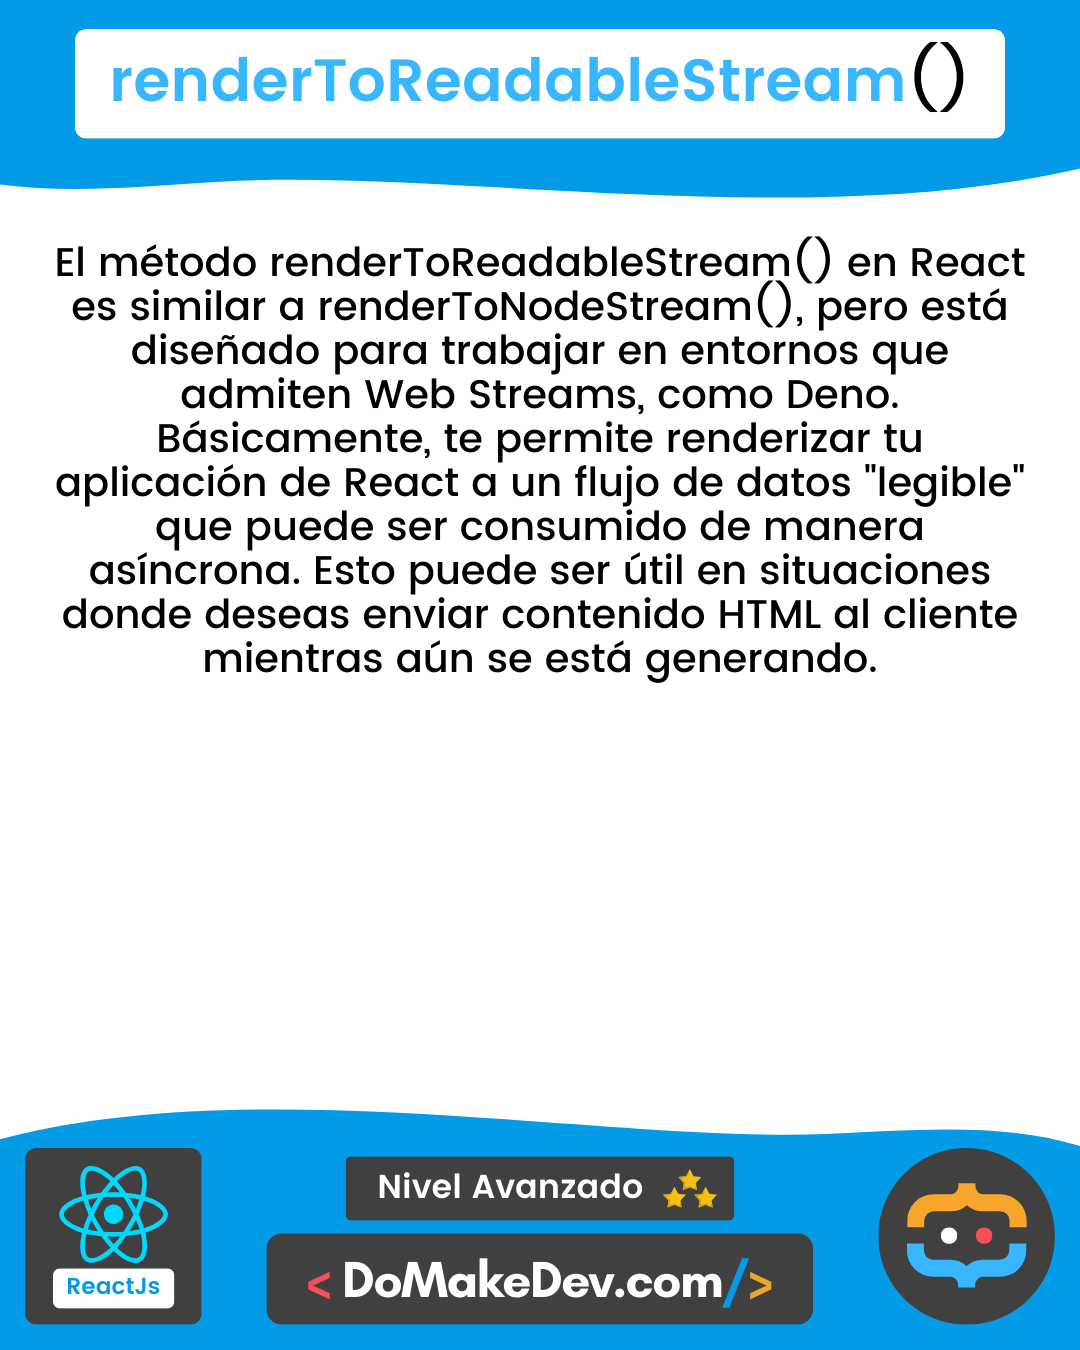 renderToReadableStream()
El método renderToReadableStream() en React
es similar a renderToNodeStream(), pero está
diseñado para trabajar en entornos que
admiten Web Streams, como Deno.
Básicamente, te permite renderizar tu
aplicación de React a un flujo de datos "legible"
que puede ser consumido de manera
asíncrona. Esto puede ser útil en situaciones
donde deseas enviar contenido HTML al cliente
mientras aún se está generando.
Nivel Avanzado
ReactJs
< DoMakeDev.com/>